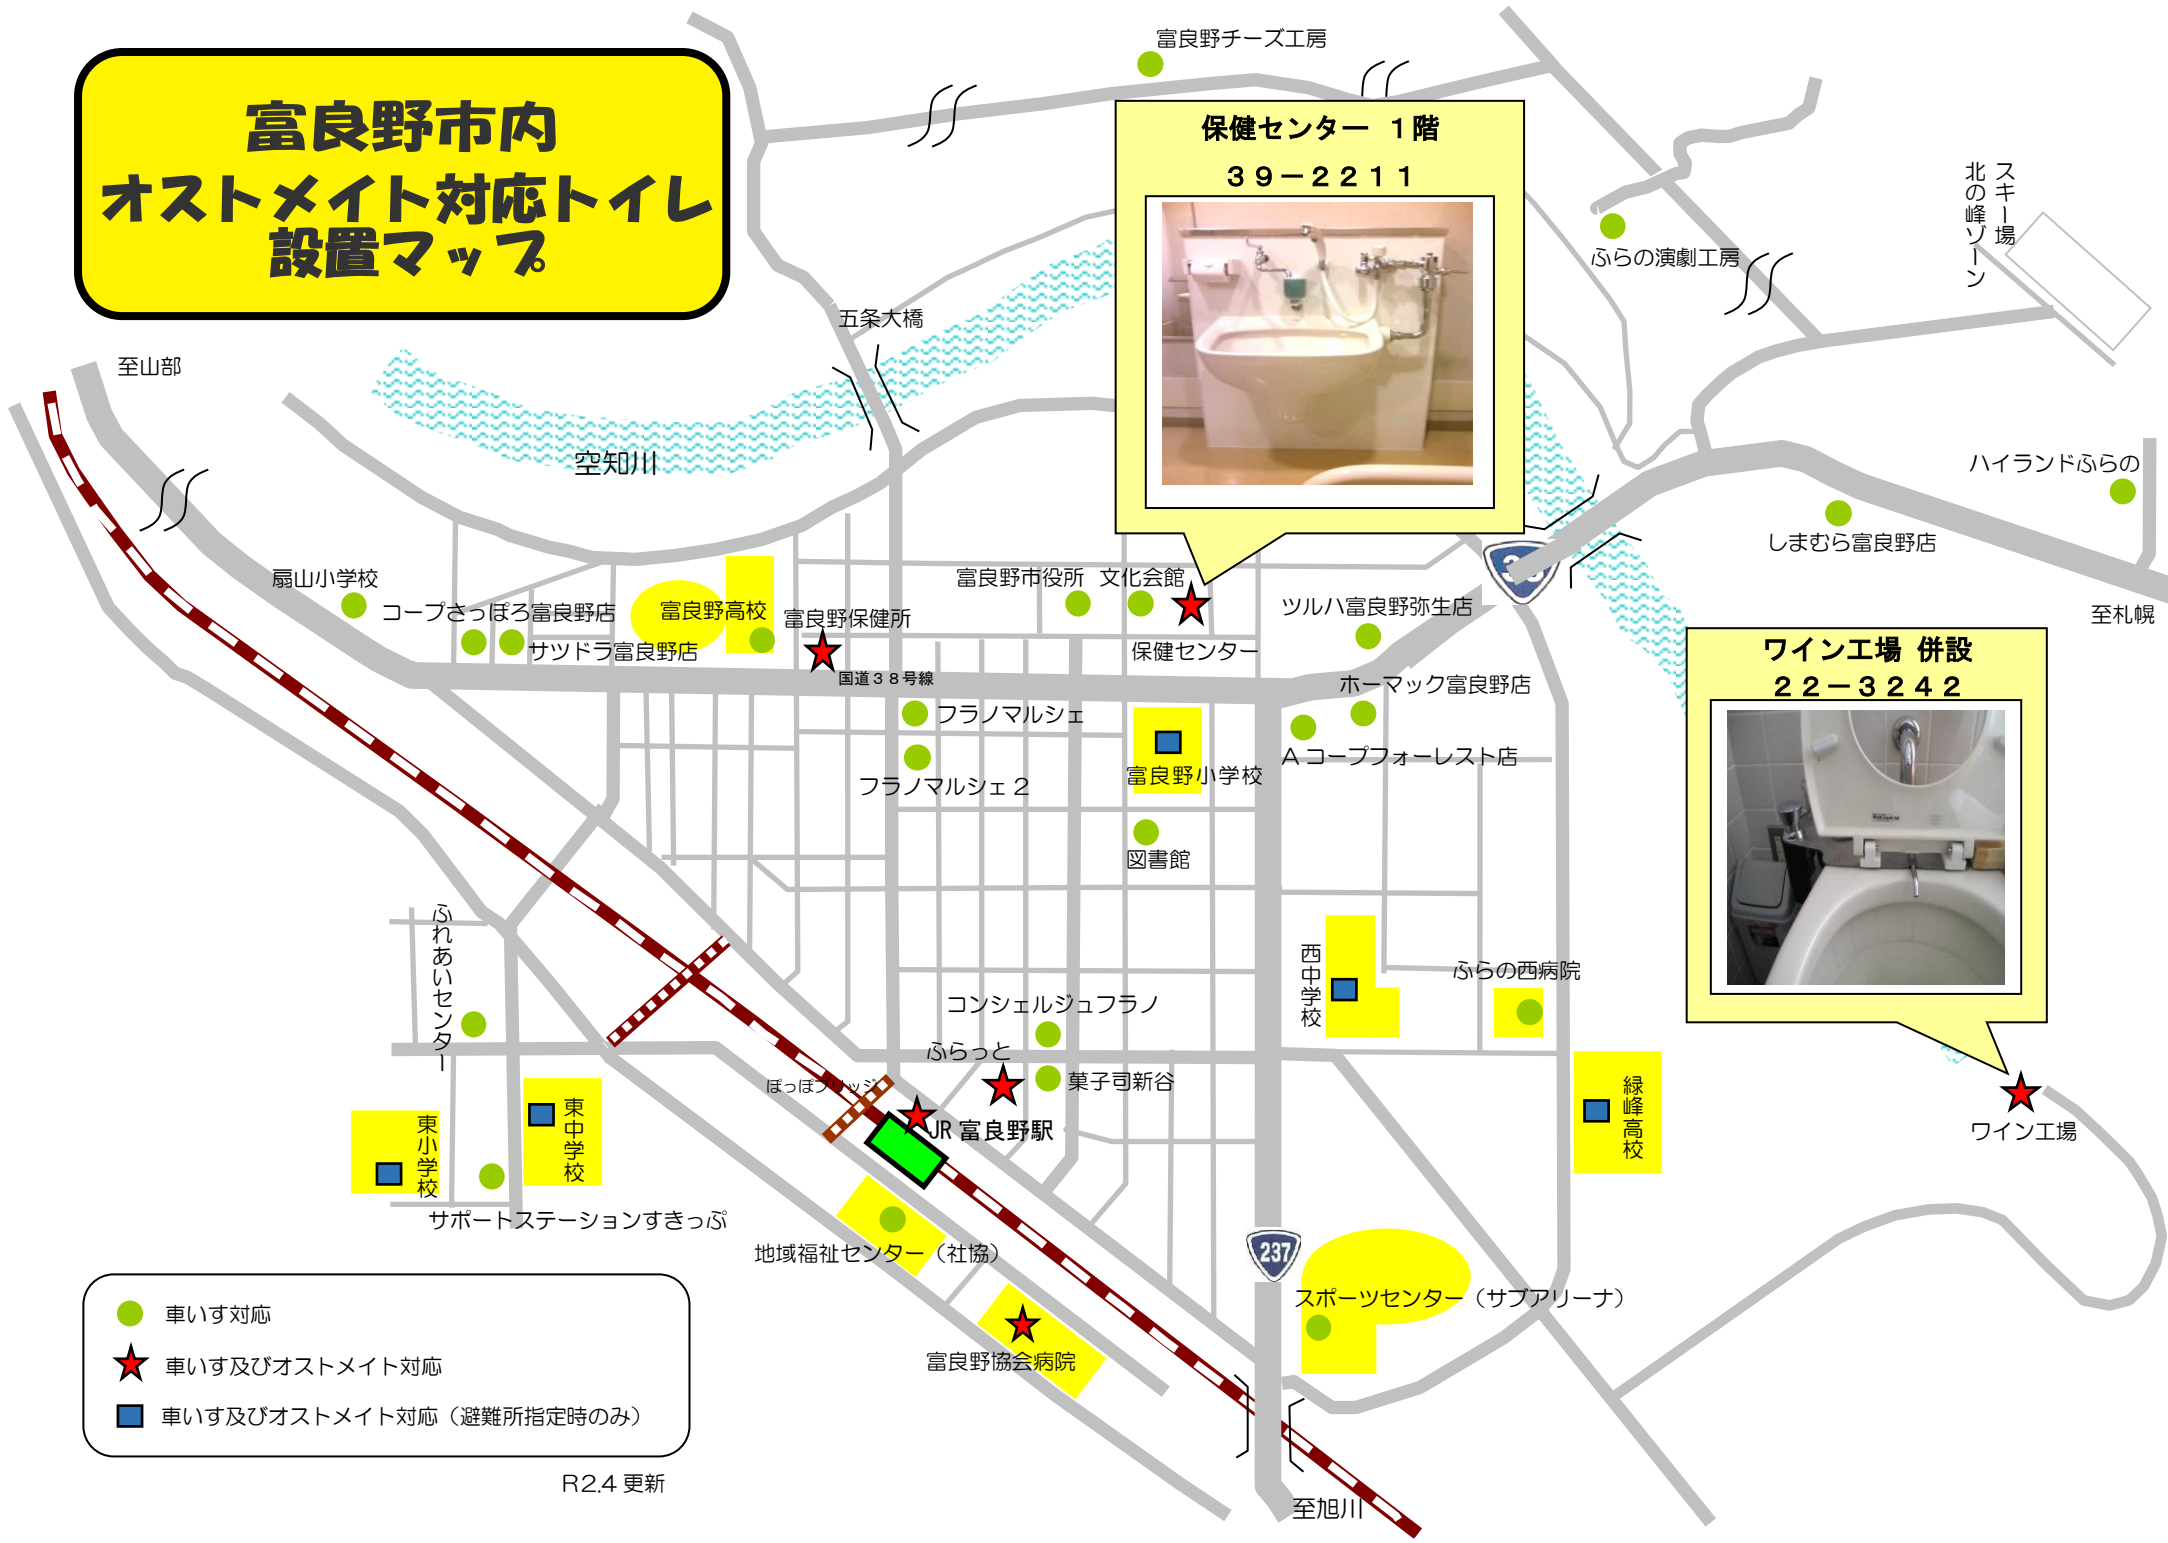 富良野市内
オストメイト対応トイレ
設置マップ
富良野チーズ工房
保健センター １階
３９－２２１１
スキー場
北の峰ゾーン
ふらの演劇工房
五条大橋
至山部
空知川
ハイランドふらの
しまむら富良野店
至札幌
扇山小学校
コープさっぽろ富良野店
サツドラ富良野店
富良野高校
富良野保健所
国道３８号線
富良野市役所
文化会館
保健センター
ツルハ富良野弥生店
ホーマック富良野店
Ａコープフォーレスト店
ワイン工場 併設
２２－３２４２
フラノマルシェ
フラノマルシェ２
富良野小学校
図書館
ふれあいセンター
西中学校
ふらの西病院
コンシェルジュフラノ
ふらっと
菓子司新谷
ぽっぽブリッジ
JR 富良野駅
緑峰高校
ワイン工場
東小学校
東中学校
サポートステーションすきっぷ
地域福祉センター（社協）
237
スポーツセンター（サブアリーナ）
富良野協会病院
車いす対応
車いす及びオストメイト対応
車いす及びオストメイト対応（避難所指定時のみ）
R2.4 更新
至旭川